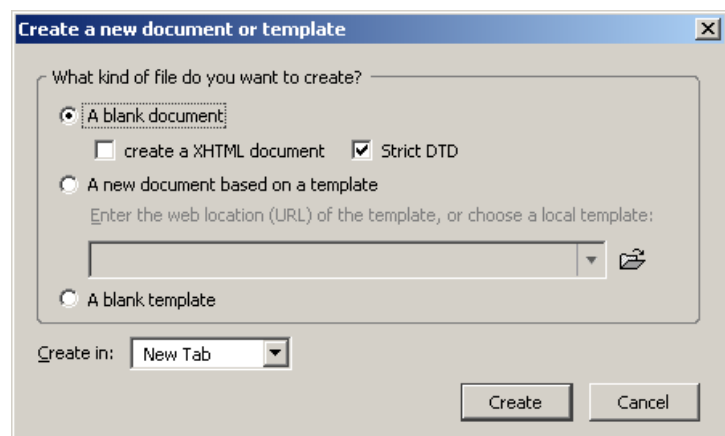 Create a new document or template
What kind of file do you want to create?
A blank document
create a XHTML document Strict DTD
A new document based on a template
Enter the web location (URL) of the template, or choose a local template:
A blank template
Create in: New Tab
Create Cancel